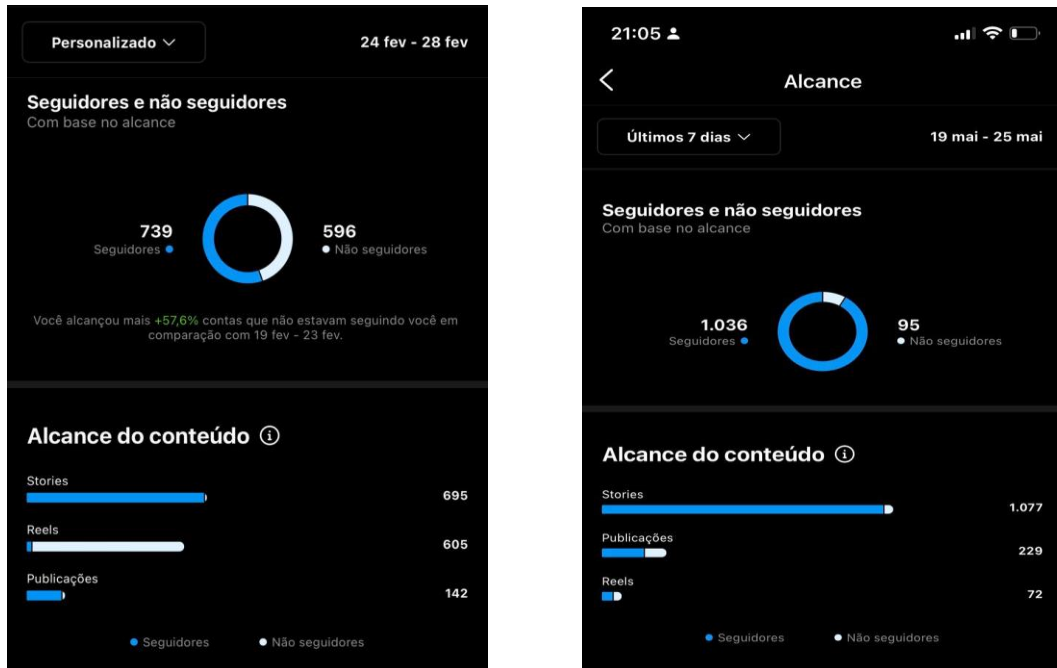 Personalizado
24 fev - 28 fev
Seguidores e não seguidores
Com base no alcance
739
Seguidores
596
Não seguidores
Você alcançou mais +57,6% contas que não estavam seguindo você em
comparação com 19 fev - 23 fev.
Alcance do conteúdo
Stories
695
Reels
605
Publicações
142
Seguidores
Não seguidores
21:05
Alcance
Últimos 7 dias
19 mai - 25 mai
Seguidores e não seguidores
Com base no alcance
1.036
Seguidores
95
Não seguidores
Alcance do conteúdo
Stories
1.077
Publicações
229
Reels
72
Seguidores
Não seguidores